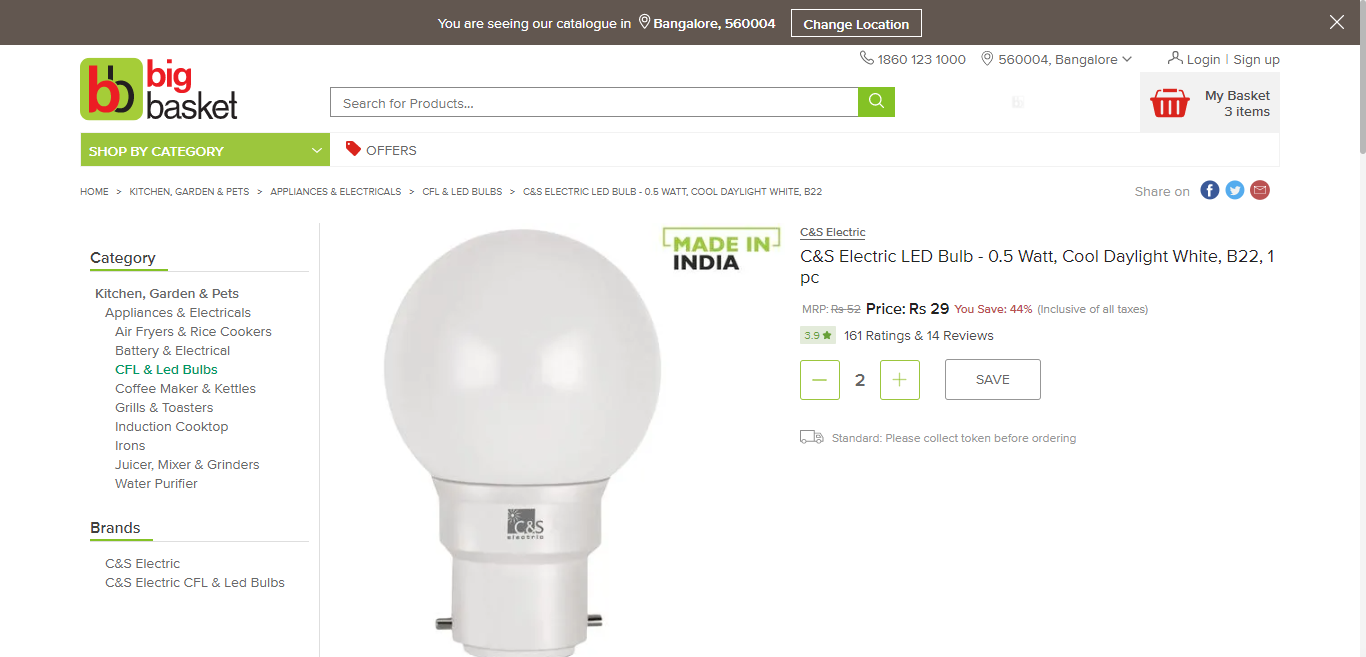 You are seeing our catalogue in Bangalore, 560004 Change Location
1860 123 1000 560004, Bangalore Login | Sign up
bb big basket
Search for Products...
My Basket
3 items
SHOP BY CATEGORY OFFERS
HOME > KITCHEN, GARDEN & PETS > APPLIANCES & ELECTRICALS > CFL & LED BULBS > C&S ELECTRIC LED BULB - 0.5 WATT, COOL DAYLIGHT WHITE, B22
Share on
Category
Kitchen, Garden & Pets
Appliances & Electricals
Air Fryers & Rice Cookers
Battery & Electrical
CFL & Led Bulbs
Coffee Maker & Kettles
Grills & Toasters
Induction Cooktop
Irons
Juicer, Mixer & Grinders
Water Purifier
Brands
C&S Electric
C&S Electric CFL & Led Bulbs
MADE IN
INDIA
C&S
electric
C&S Electric
C&S Electric LED Bulb - 0.5 Watt, Cool Daylight White, B22, 1
pc
MRP: Rs 52 Price: Rs 29 You Save: 44% (Inclusive of all taxes)
3.9 161 Ratings & 14 Reviews
2 SAVE
Standard: Please collect token before ordering